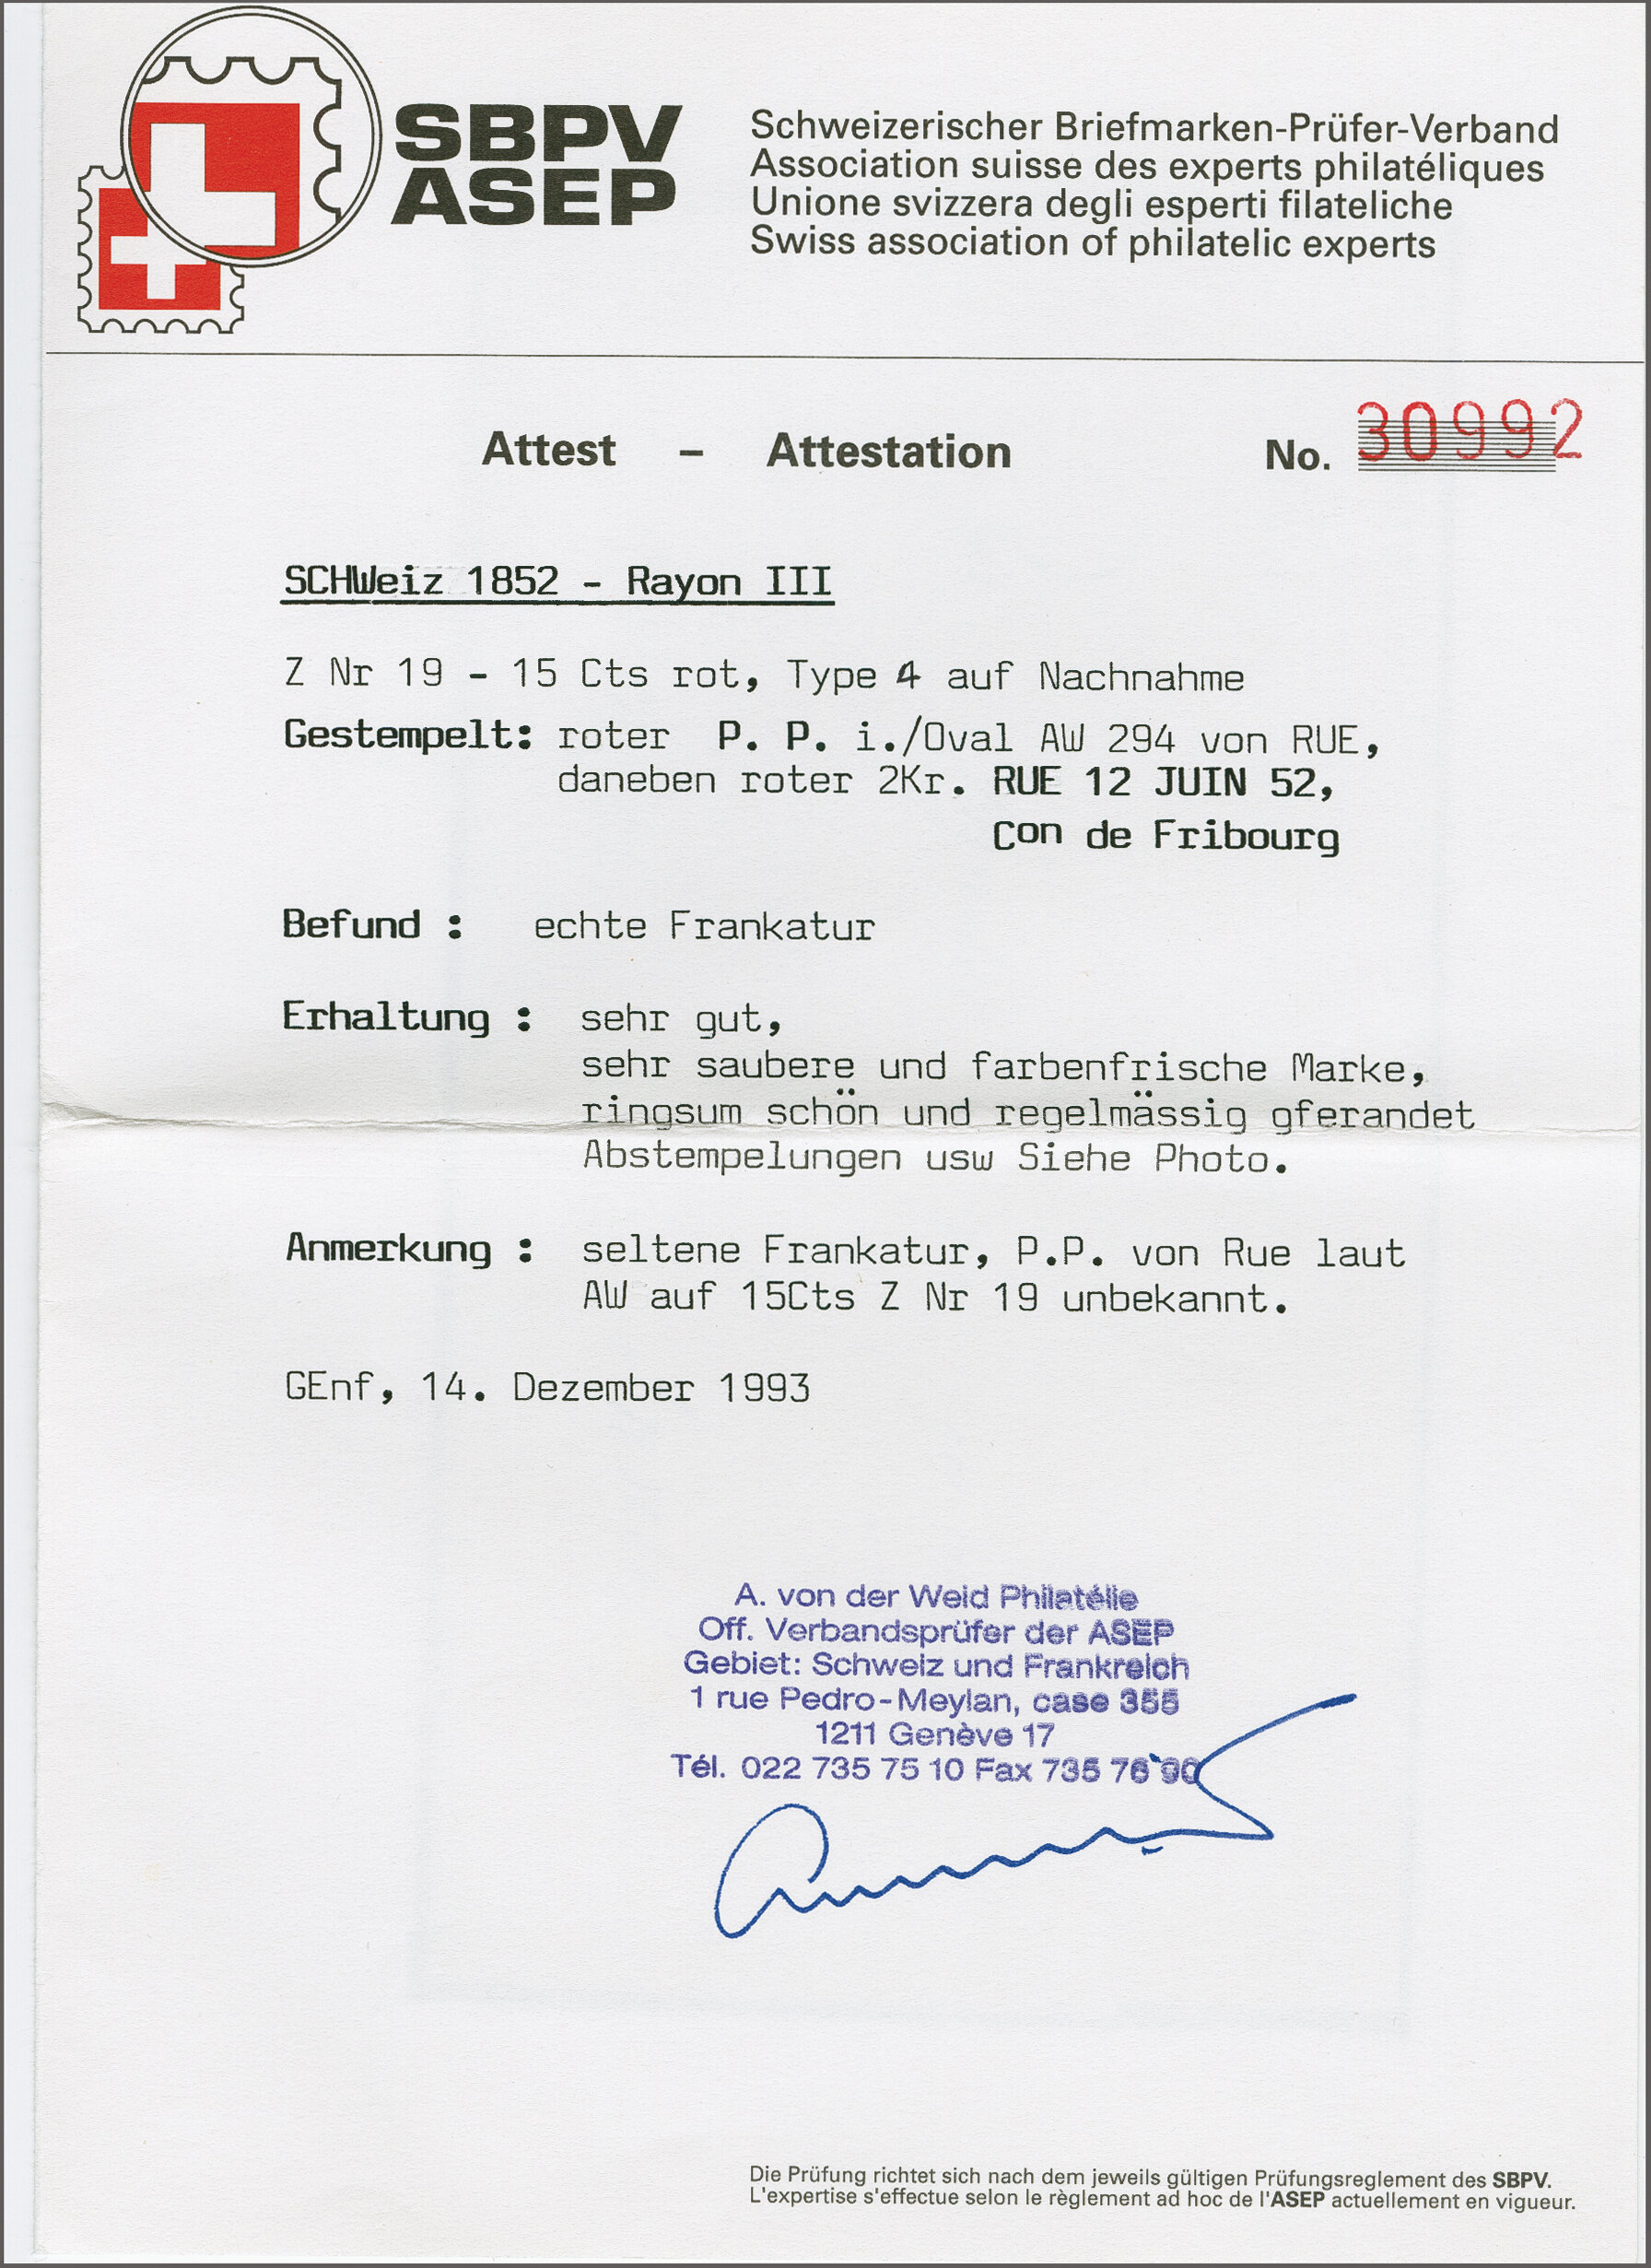 SBPV
ASEP
Schweizerischer Briefmarken-Prüfer-Verband
Association suisse des experts philatéliques
Unione svizzera degli esperti filateliche
Swiss association of philatelic experts
Attest – Attestation No. 30992
SCHWeiz 1852 - Rayon III
Z Nr 19 - 15 Cts rot, Type 4 auf Nachnahme
Gestempelt: roter P. P. i./Oval AW 294 von RUE,
daneben roter 2Kr. RUE 12 JUIN 52,
Con de Fribourg
Befund : echte Frankatur
Erhaltung : sehr gut,
sehr saubere und farbenfrische Marke,
ringsum schön und regelmässig gferandet
Abstempelungen usw Siehe Photo.
Anmerkung : seltene Frankatur, P.P. von Rue laut
AW auf 15Cts Z Nr 19 unbekannt.
GEnf, 14. Dezember 1993
A. von der Weid Philatélie
Off. Verbandsprüfer der ASEP
Gebiet: Schweiz und Frankreich
1 rue Pedro-Meylan, case 355
1211 Genève 17
Tél. 022 735 75 10 Fax 735 76 90
Die Prüfung richtet sich nach dem jeweils gültigen Prüfungsreglement des SBPV.
L'expertise s'effectue selon le règlement ad hoc de l'ASEP actuellement en vigueur.